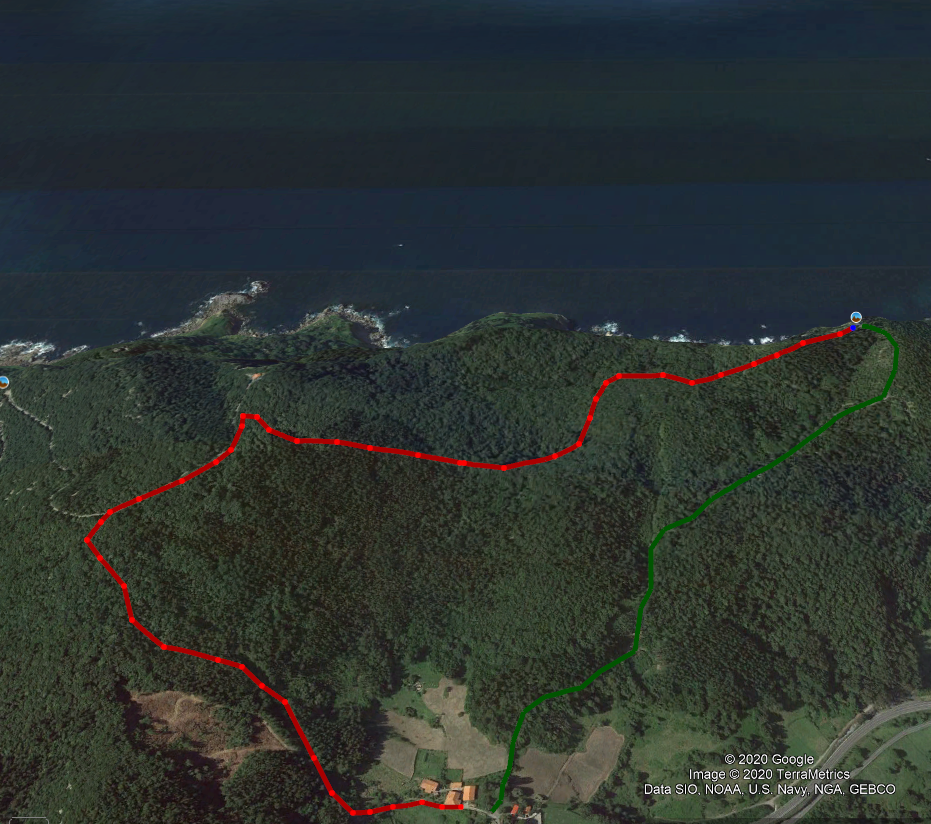 © 2020 Google
Image © 2020 TerraMetrics
Data SIO, NOAA, U.S. Navy, NGA, GEBCO